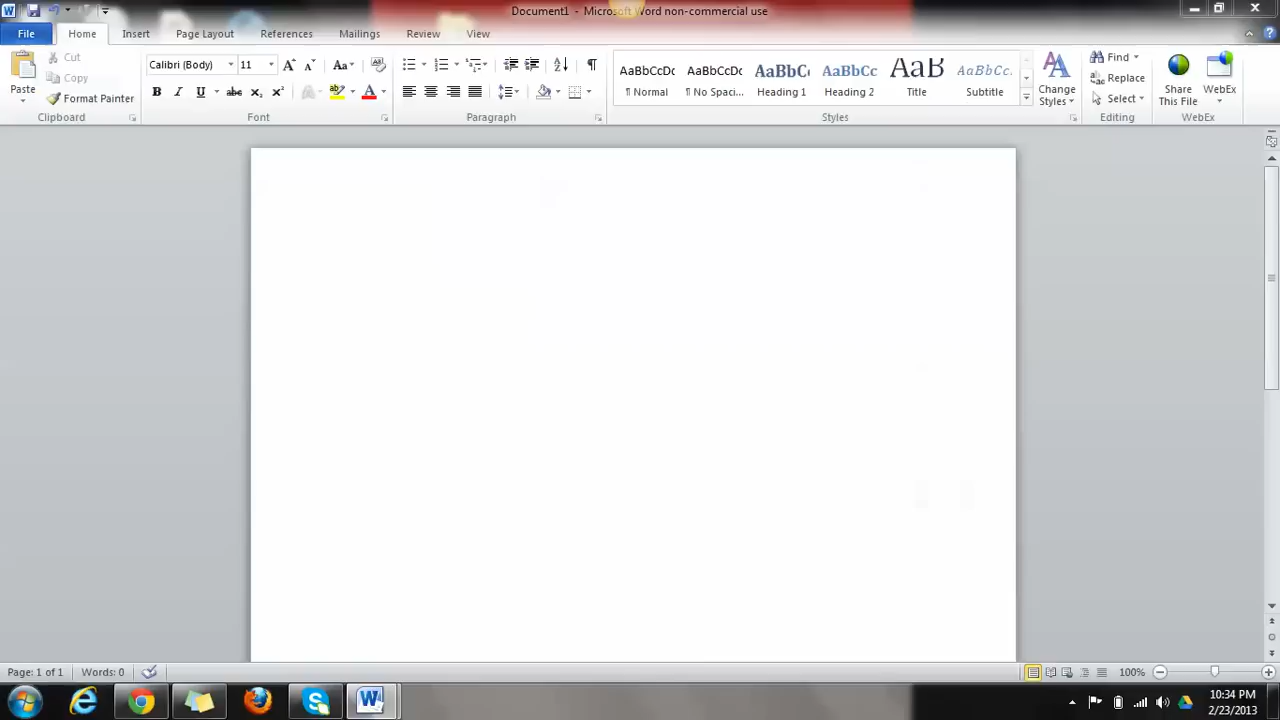 Document1 - Microsoft Word non-commercial use
File Home Insert Page Layout References Mailings Review View
Paste
Cut
Copy
Format Painter
Clipboard
Calibri (Body) 11
Font
Paragraph
AaBbCcDc AaBbCcDc AaBbCc AaBbCc AaB AaBbCc.
¶ Normal ¶ No Spaci... Heading 1 Heading 2 Title Subtitle
Change Styles
Styles
Find
Replace
Select
Editing
Share This File
WebEx
WebEx
Page: 1 of 1 Words: 0 100%
10:34 PM
2/23/2013